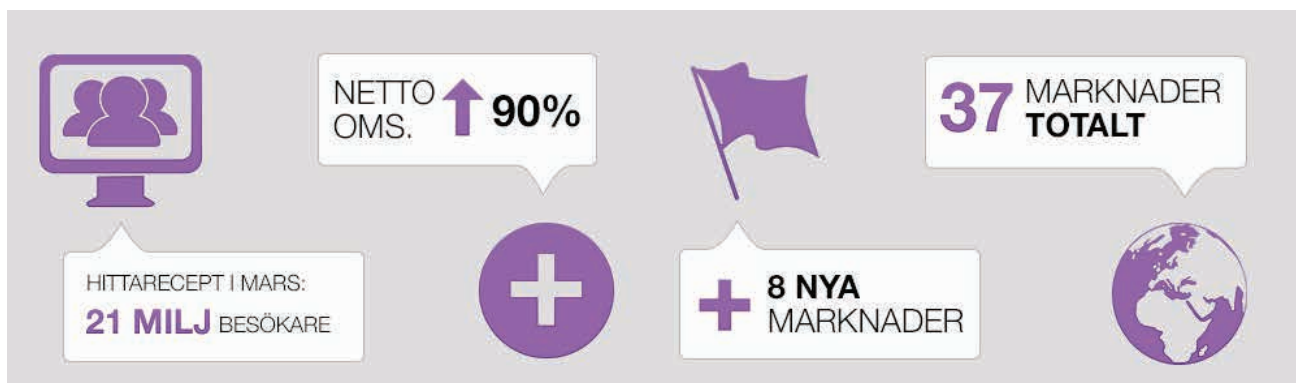 HITTARECEPT I MARS:
21 MILJ BESÖKARE
NETTO
OMS.
90%
8 NYA
MARKNADER
37
MARKNADER
TOTALT